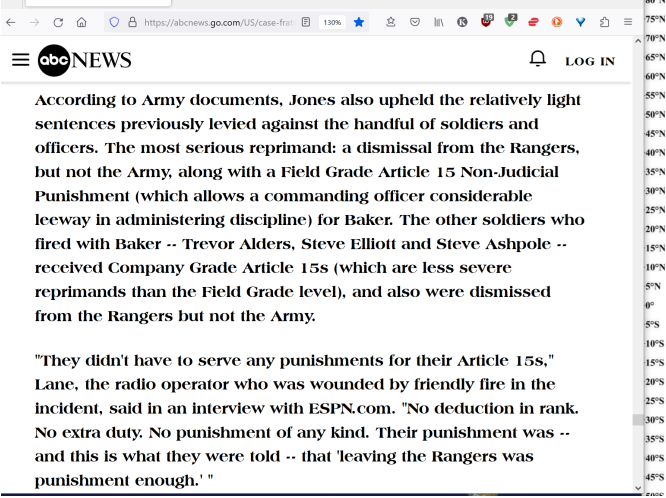 https://abcnews.go.com/US/case-frat
130%
19
2
abc NEWS
LOG IN
According to Army documents, Jones also upheld the relatively light
sentences previously levied against the handful of soldiers and
officers. The most serious reprimand: a dismissal from the Rangers,
but not the Army, along with a Field Grade Article 15 Non-Judicial
Punishment (which allows a commanding officer considerable
leeway in administering discipline) for Baker. The other soldiers who
fired with Baker -- Trevor Alders, Steve Elliott and Steve Ashpole --
received Company Grade Article 15s (which are less severe
reprimands than the Field Grade level), and also were dismissed
from the Rangers but not the Army.
"They didn't have to serve any punishments for their Article 15s,"
Lane, the radio operator who was wounded by friendly fire in the
incident, said in an interview with ESPN.com. "No deduction in rank.
No extra duty. No punishment of any kind. Their punishment was --
and this is what they were told -- that 'leaving the Rangers was
punishment enough.' "
75°N
70°N
65°N
60°N
55°N
50°N
45°N
40°N
35°N
30°N
25°N
20°N
15°N
10°N
5°N
0°
5°S
10°S
15°S
20°S
25°S
30°S
35°S
40°S
45°S